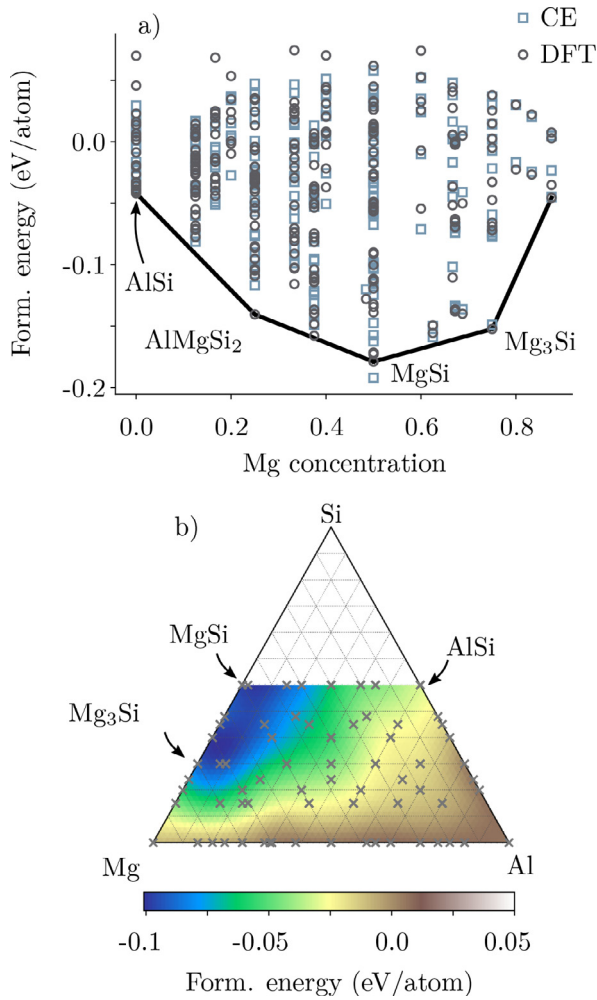 a)
CE
DFT
0.0
-0.1
-0.2
Form. energy (eV/atom)
AlSi
AlMgSi₂
MgSi
Mg₃Si
0.0 0.2 0.4 0.6 0.8
Mg concentration
b)
Si
MgSi
AlSi
Mg₃Si
Mg
Al
-0.1 -0.05 0.0 0.05
Form. energy (eV/atom)